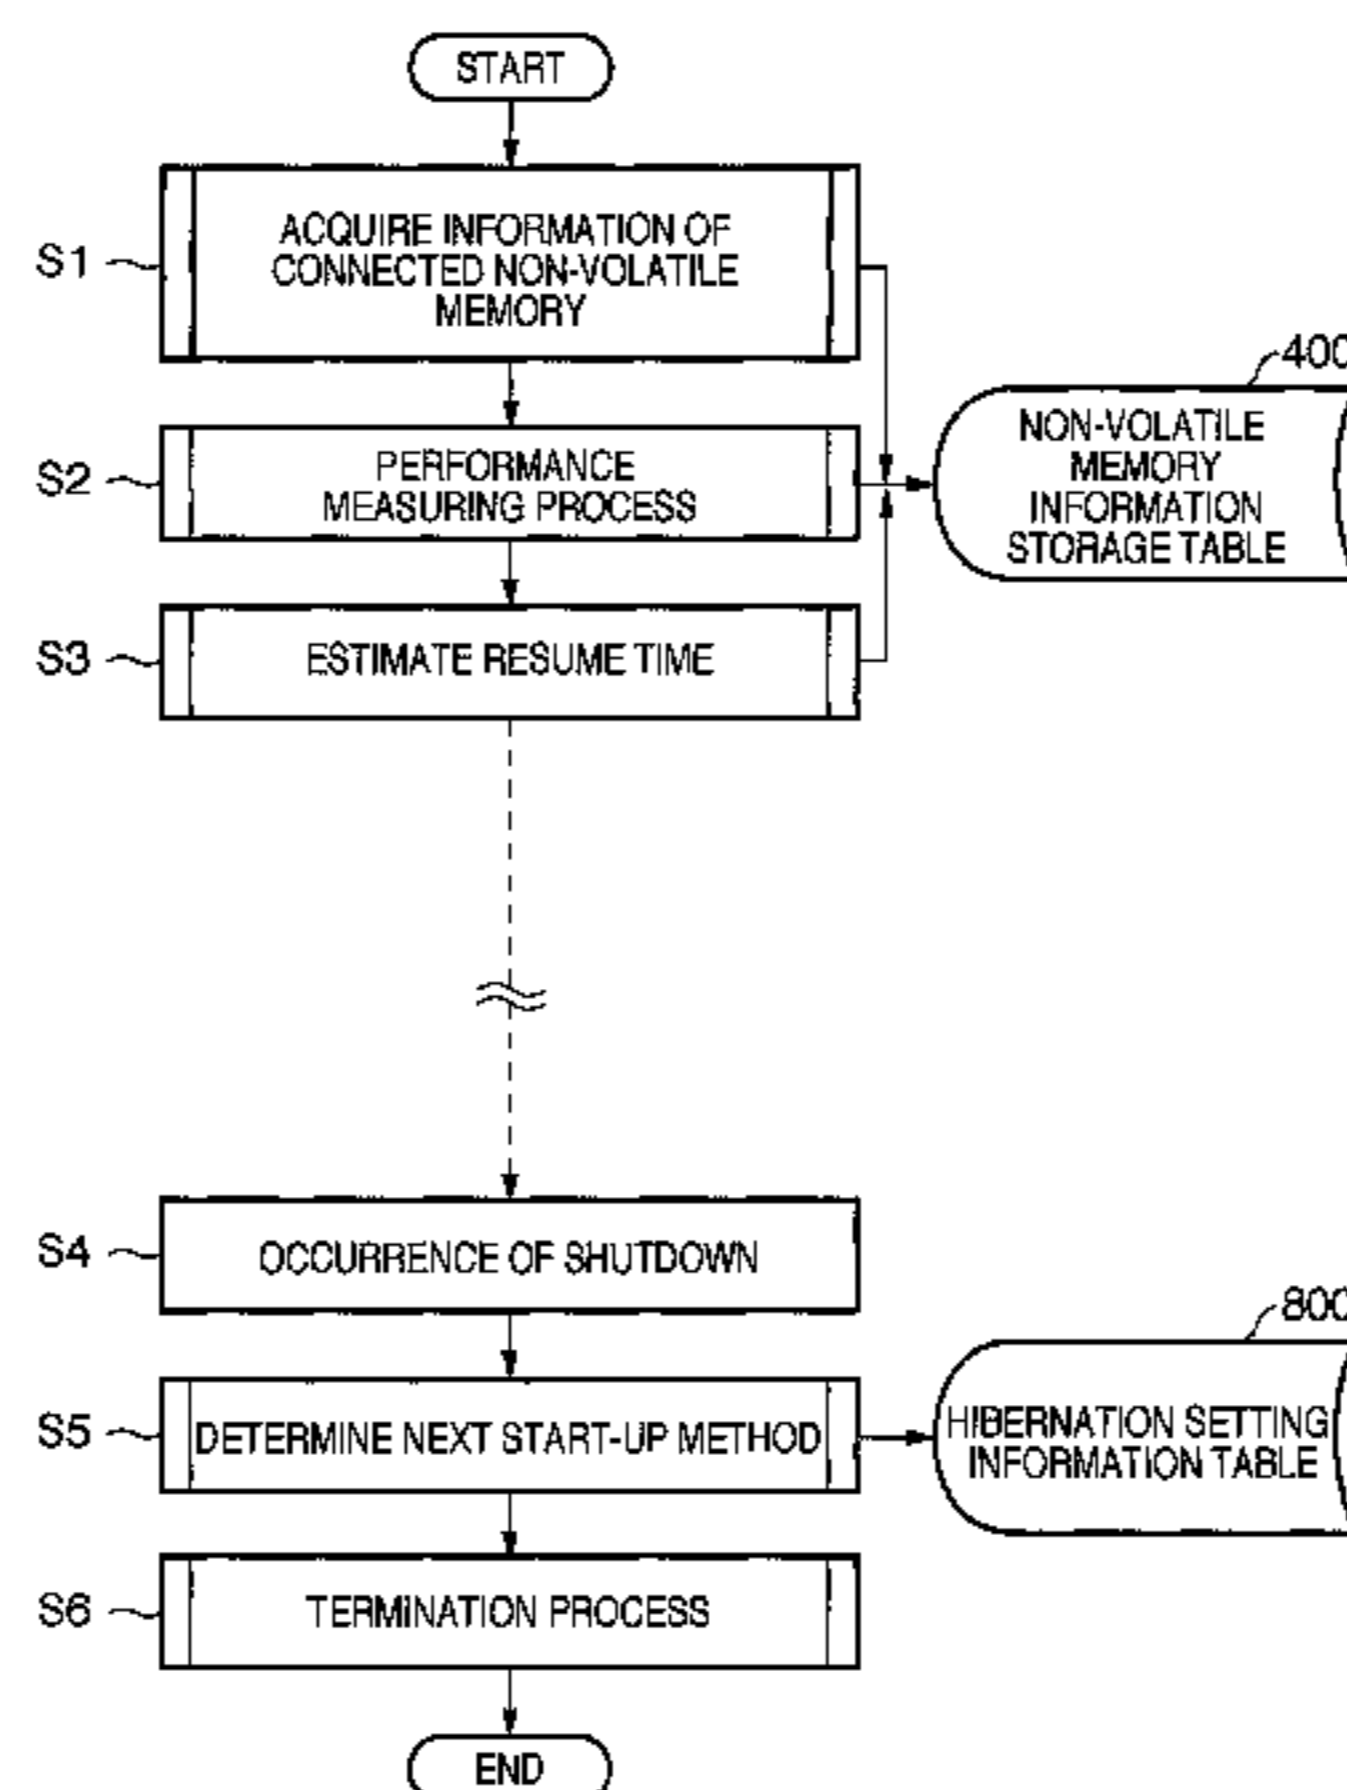 START
S1
ACQUIRE INFORMATION OF
CONNECTED NON-VOLATILE
MEMORY
400
NON-VOLATILE
MEMORY
INFORMATION
STORAGE TABLE
S2
PERFORMANCE
MEASURING PROCESS
S3
ESTIMATE RESUME TIME
S4
OCCURRENCE OF SHUTDOWN
800
S5
DETERMINE NEXT START-UP METHOD
HIBERNATION SETTING
INFORMATION TABLE
S6
TERMINATION PROCESS
END